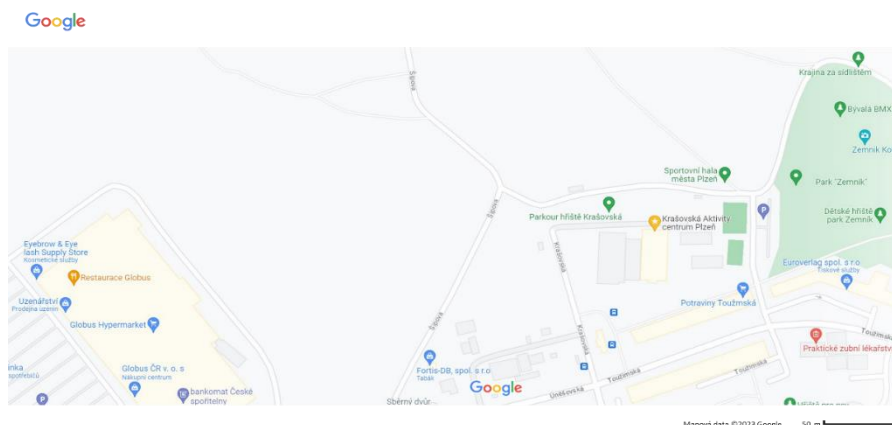 Google
Krajina za sídlištěm
Šípová
Bývalá BMX
Zemník Ko
Sportovní hala
města Plzeň
Park "Zemník"
Šípová
Parkour hřiště Krašovská
Krašovská Aktivity
centrum Plzeň
P
Dětské hřiště
park Zemník
Eyebrow & Eye
lash Supply Store
Kosmetické služby
Krašovská
Euroverlag spol. s r.o
Tiskové služby
Restaurace Globus
Uzenářství
Prodejna uzenin
Potraviny Toužimská
Globus Hypermarket
Šípová
Krašovská
Toužimská
Praktické zubní lékařství
Globus ČR v. o. s
Nákupní centrum
Fortis-DB, spol. s r.o
Tabák
Toužimská
Toužimská
P
bankomat České
spořitelny
Google
Úněšovská
Sběrný dvůr...
Mapová data ©2023 Google
50 m